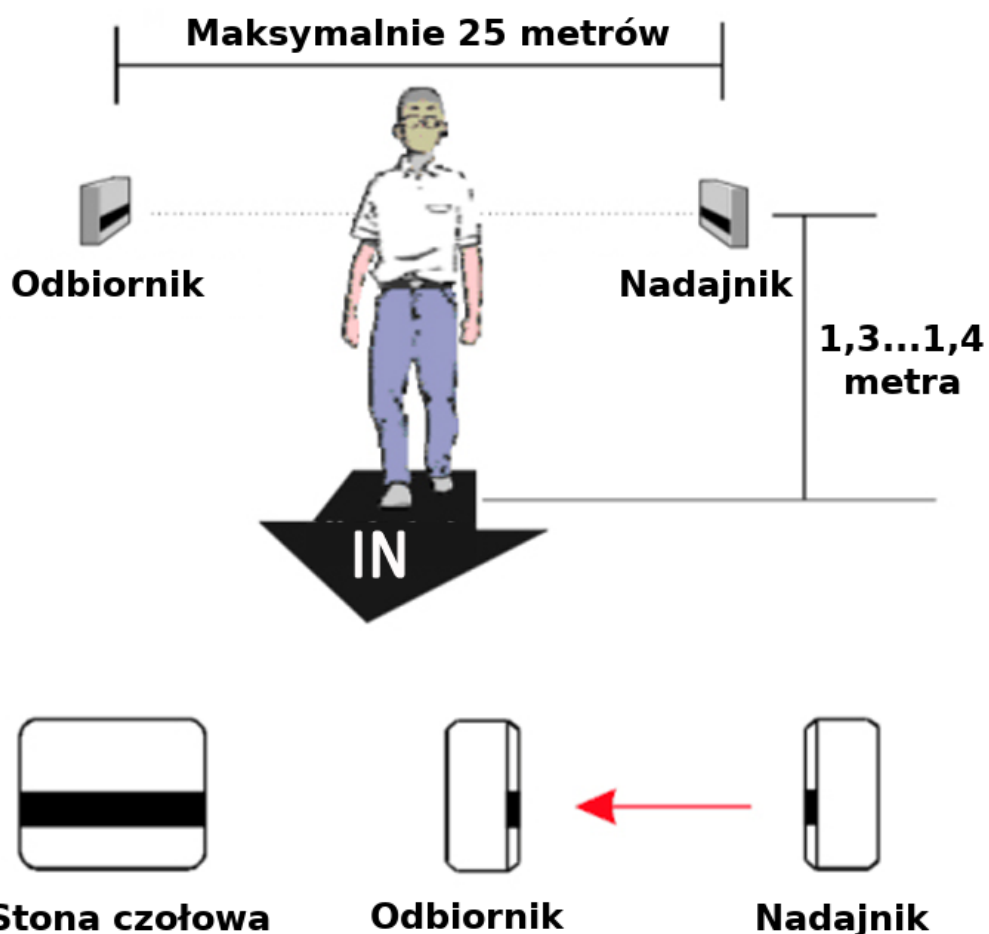 Maksymalnie 25 metrów
Odbiornik
Nadajnik
1,3...1,4
metra
IN
Stona czołowa
Odbiornik
Nadajnik